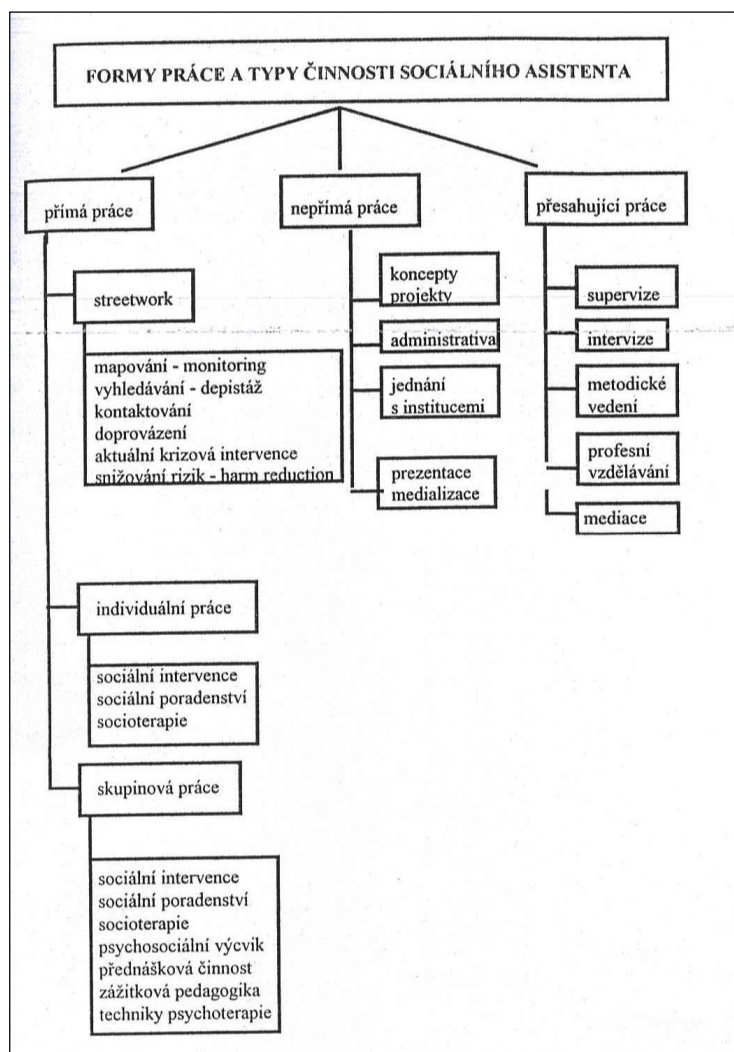 FORMY PRÁCE A TYPY ČINNOSTI SOCIÁLNÍHO ASISTENTA
přímá práce
streetwork
mapování - monitoring
vyhledávání - depistáž
kontaktování
doprovázení
aktuální krizová intervence
snižování rizik - harm reduction
individuální práce
sociální intervence
sociální poradenství
socioterapie
skupinová práce
sociální intervence
sociální poradenství
socioterapie
psychosociální výcvik
přednášková činnost
zážitková pedagogika
techniky psychoterapie
nepřímá práce
koncepty
projekty
administrativa
jednání
s institucemi
prezentace
medializace
přesahující práce
supervize
intervize
metodické
vedení
profesní
vzdělávání
mediace